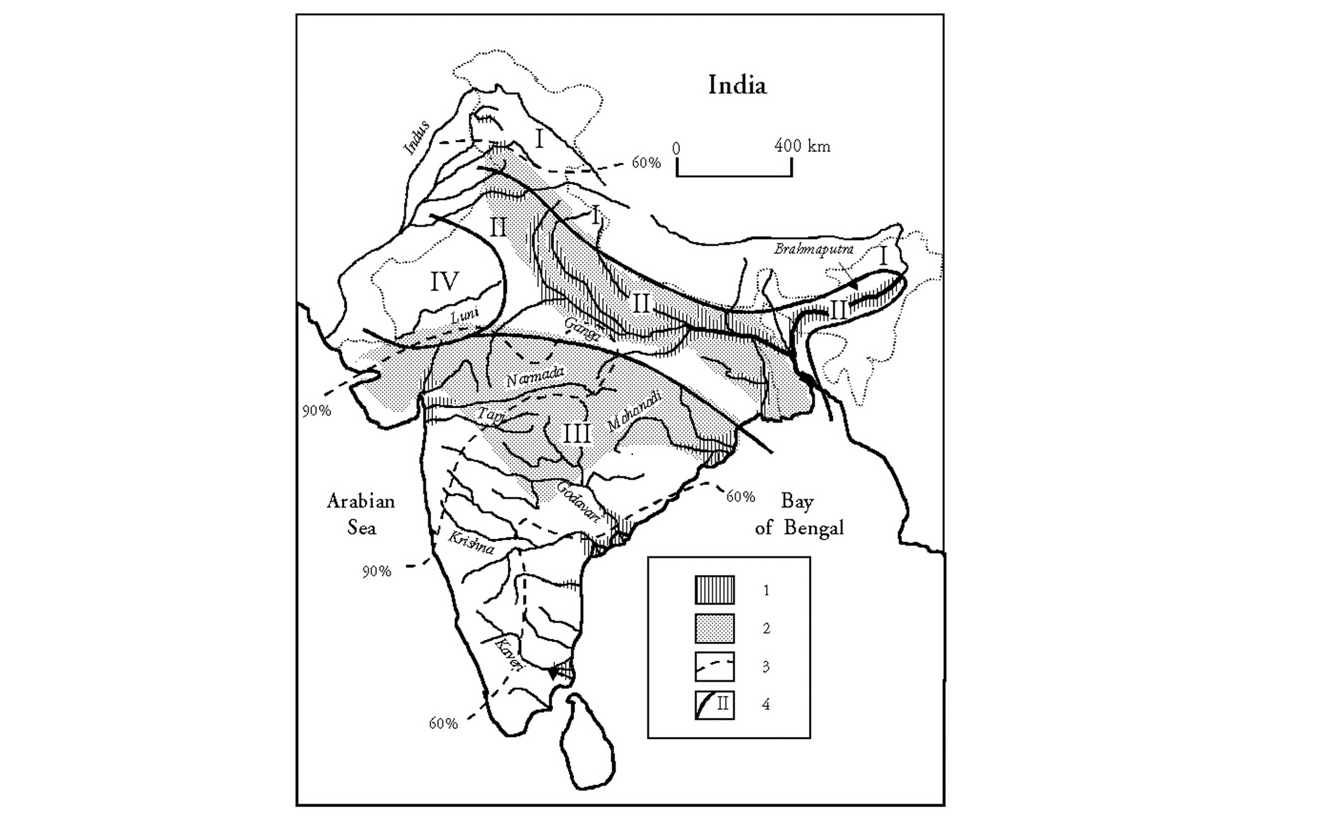 India
0 400 km
Indus
I
60%
I
II
Brahmaputra
I
IV
II
II
Luni
Ganga
Narmada
90%
Tapi
Mohanadi
III
Godavari
60%
Arabian
Sea
Bay
of Bengal
Krishna
90%
1
2
Kaveri
3
II 4
60%